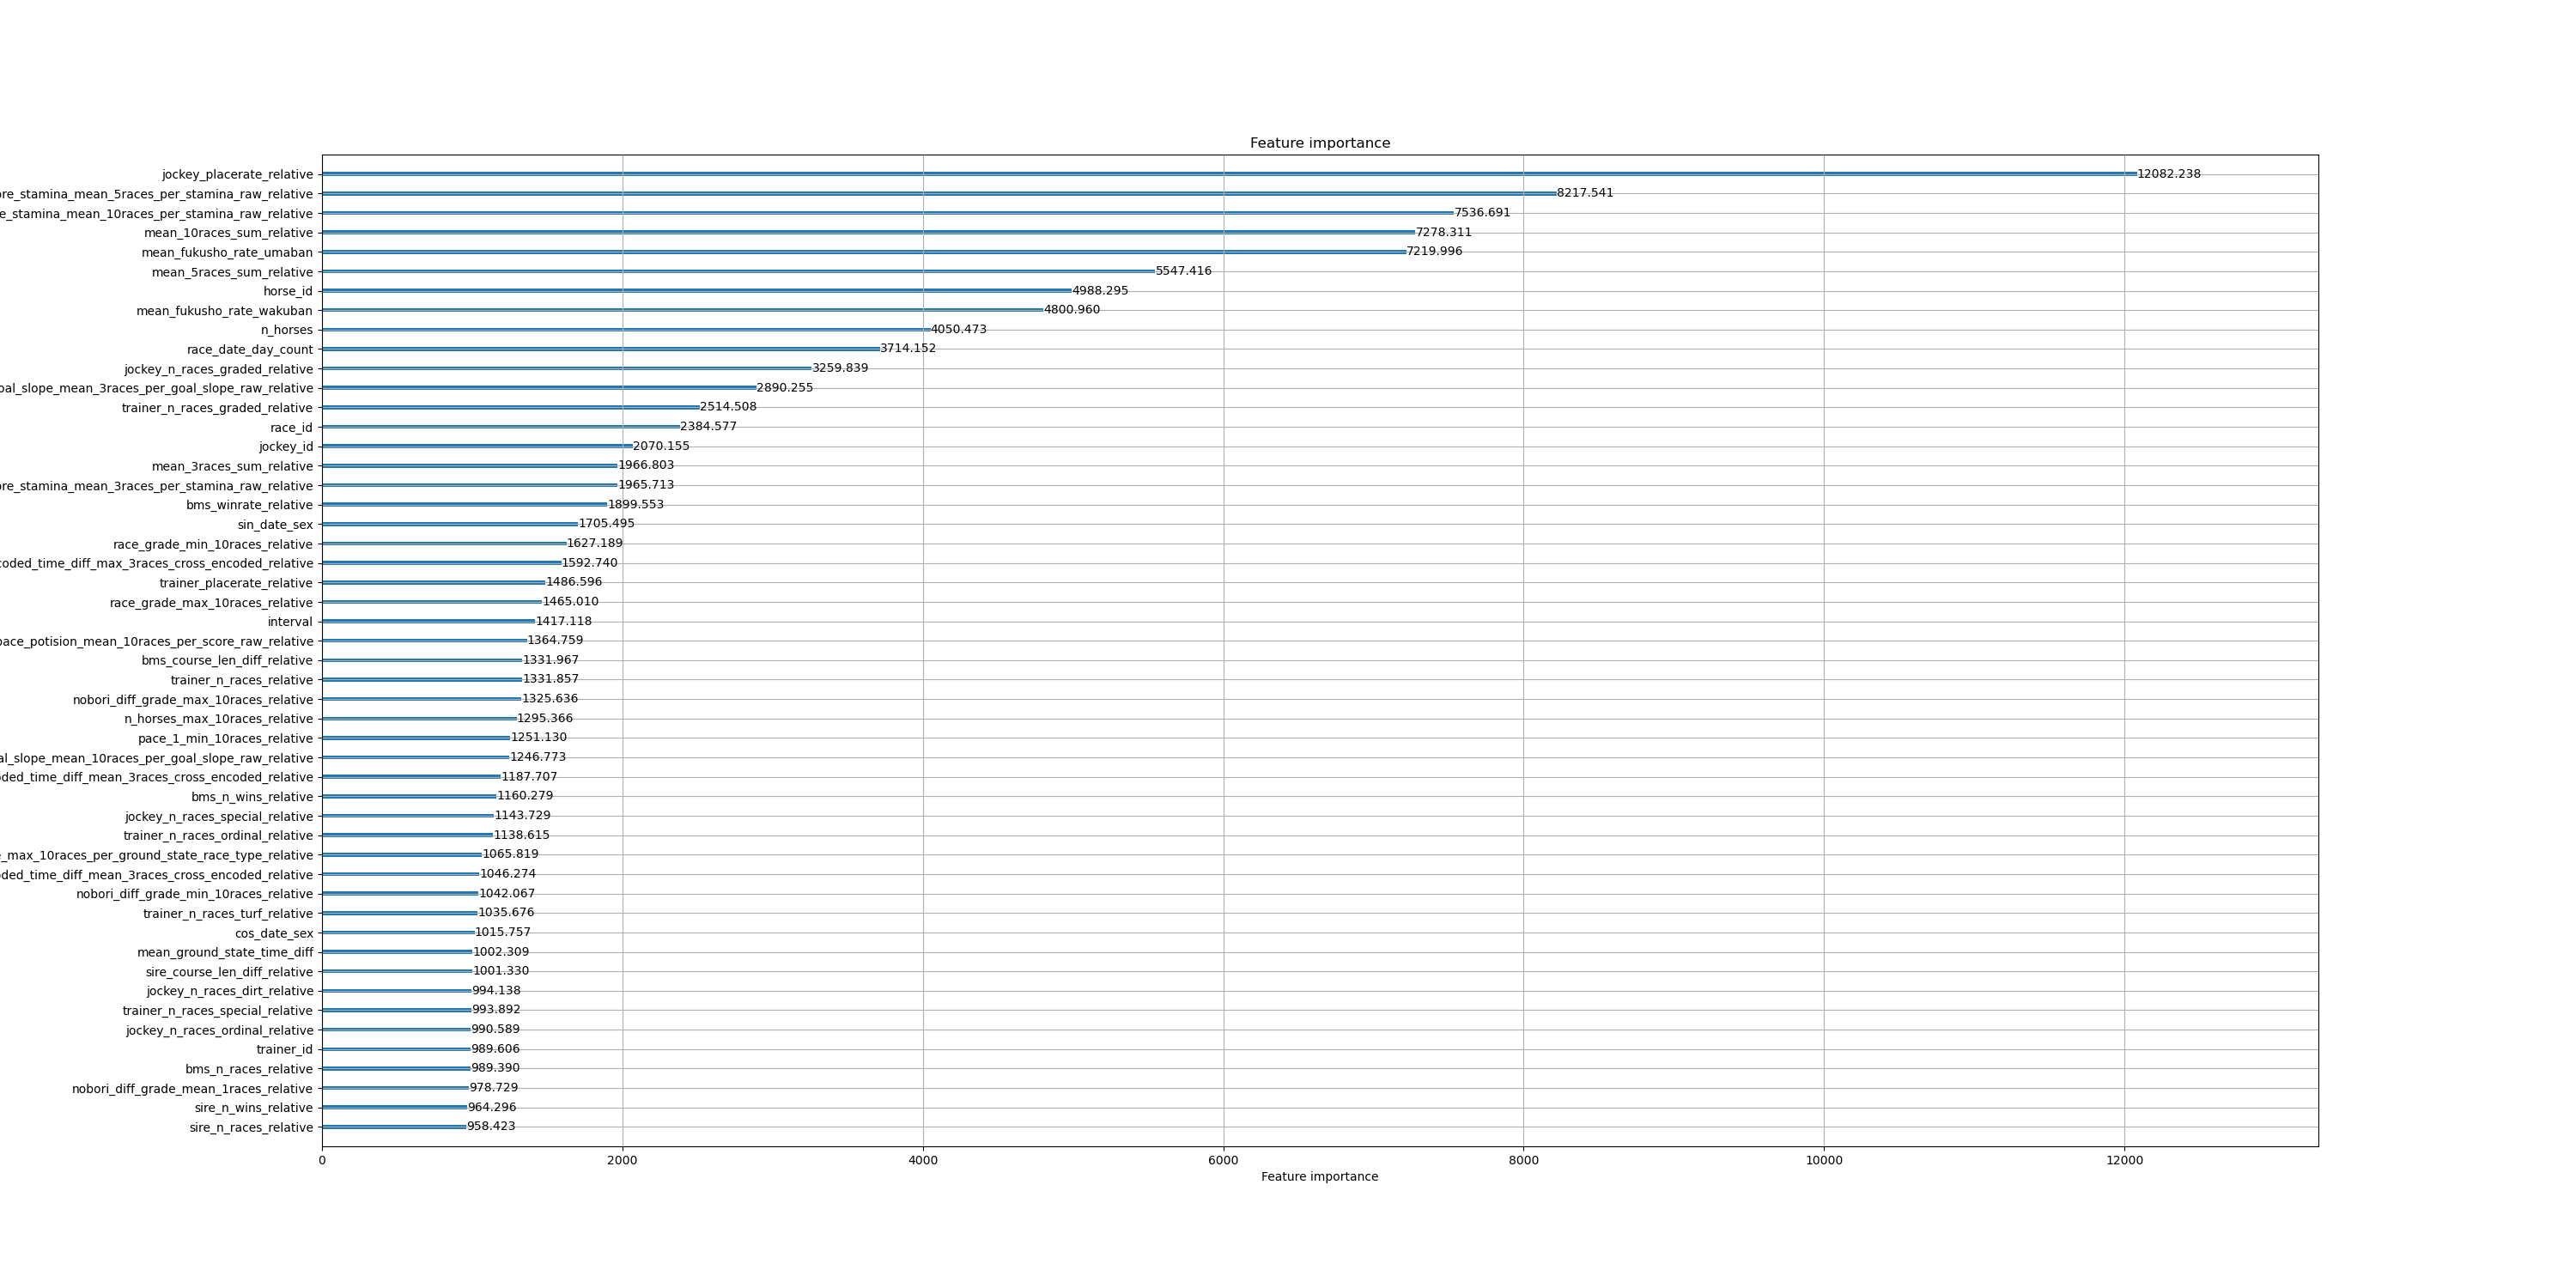 Feature importance
jockey_placerate_relative 12082.238
re_stamina_mean_5races_per_stamina_raw_relative 8217.541
e_stamina_mean_10races_per_stamina_raw_relative 7536.691
mean_10races_sum_relative 7278.311
mean_fukusho_rate_umaban 7219.996
mean_5races_sum_relative 5547.416
horse_id 4988.295
mean_fukusho_rate_wakuban 4800.960
n_horses 4050.473
race_date_day_count 3714.152
jockey_n_races_graded_relative 3259.839
oal_slope_mean_3races_per_goal_slope_raw_relative 2890.255
trainer_n_races_graded_relative 2514.508
race_id 2384.577
jockey_id 2070.155
mean_3races_sum_relative 1966.803
re_stamina_mean_3races_per_stamina_raw_relative 1965.713
bms_winrate_relative 1899.553
sin_date_sex 1705.495
race_grade_min_10races_relative 1627.189
coded_time_diff_max_3races_cross_encoded_relative 1592.740
trainer_placerate_relative 1486.596
race_grade_max_10races_relative 1465.010
interval 1417.118
pace_potision_mean_10races_per_score_raw_relative 1364.759
bms_course_len_diff_relative 1331.967
trainer_n_races_relative 1331.857
nobori_diff_grade_max_10races_relative 1325.636
n_horses_max_10races_relative 1295.366
pace_1_min_10races_relative 1251.130
al_slope_mean_10races_per_goal_slope_raw_relative 1246.773
ded_time_diff_mean_3races_cross_encoded_relative 1187.707
bms_n_wins_relative 1160.279
jockey_n_races_special_relative 1143.729
trainer_n_races_ordinal_relative 1138.615
_max_10races_per_ground_state_race_type_relative 1065.819
ded_time_diff_mean_3races_cross_encoded_relative 1046.274
nobori_diff_grade_min_10races_relative 1042.067
trainer_n_races_turf_relative 1035.676
cos_date_sex 1015.757
mean_ground_state_time_diff 1002.309
sire_course_len_diff_relative 1001.330
jockey_n_races_dirt_relative 994.138
trainer_n_races_special_relative 993.892
jockey_n_races_ordinal_relative 990.589
trainer_id 989.606
bms_n_races_relative 989.390
nobori_diff_grade_mean_1races_relative 978.729
sire_n_wins_relative 964.296
sire_n_races_relative 958.423
0 2000 4000 6000 8000 10000 12000
Feature importance